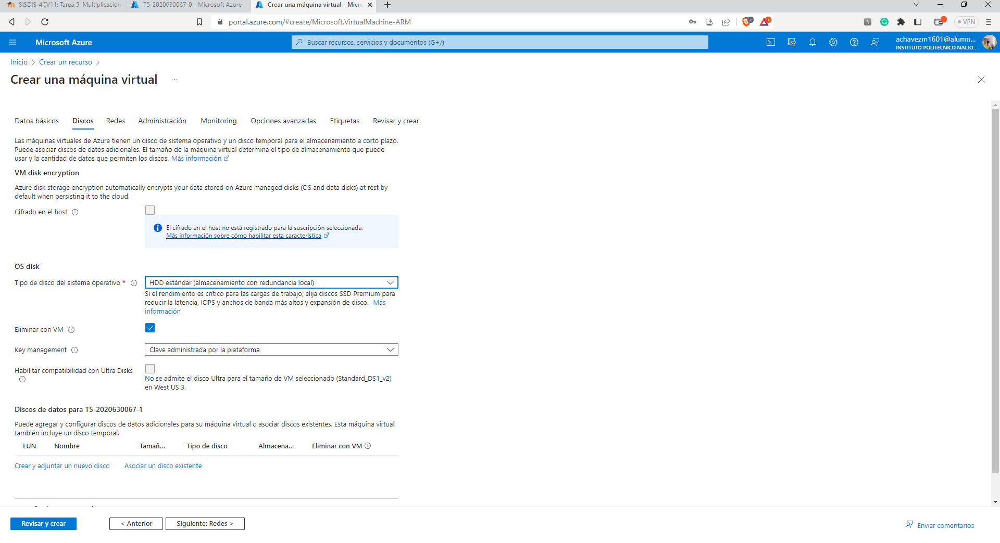 SISDIS-4CV11: Tarea 5. Multiplicación
T5-2020630067-0 - Microsoft Azure
Crear una máquina virtual - Micro
portal.azure.com/#create/Microsoft.VirtualMachine-ARM
2
3
VPN
Microsoft Azure
Buscar recursos, servicios y documentos (G+/)
achavezm1601@alumn...
INSTITUTO POLITECNICO NACIO...
Inicio > Crear un recurso >
Crear una máquina virtual ...
Datos básicos Discos Redes Administración Monitoring Opciones avanzadas Etiquetas Revisar y crear
Las máquinas virtuales de Azure tienen un disco de sistema operativo y un disco temporal para el almacenamiento a corto plazo.
Puede asociar discos de datos adicionales. El tamaño de la máquina virtual determina el tipo de almacenamiento que puede
usar y la cantidad de datos que permiten los discos. Más información
VM disk encryption
Azure disk storage encryption automatically encrypts your data stored on Azure managed disks (OS and data disks) at rest by
default when persisting it to the cloud.
Cifrado en el host
El cifrado en el host no está registrado para la suscripción seleccionada.
Más información sobre cómo habilitar esta característica
OS disk
Tipo de disco del sistema operativo * HDD estándar (almacenamiento con redundancia local)
Si el rendimiento es crítico para las cargas de trabajo, elija discos SSD Premium para
reducir la latencia, IOPS y anchos de banda más altos y expansión de disco. Más
información
Eliminar con VM
Key management Clave administrada por la plataforma
Habilitar compatibilidad con Ultra Disks
No se admite el disco Ultra para el tamaño de VM seleccionado (Standard_DS1_v2)
en West US 3.
Discos de datos para T5-2020630067-1
Puede agregar y configurar discos de datos adicionales para su máquina virtual o asociar discos existentes. Esta máquina virtual
también incluye un disco temporal.
LUN Nombre Tamañ... Tipo de disco Almacena... Eliminar con VM
Crear y adjuntar un nuevo disco Asociar un disco existente
Revisar y crear < Anterior Siguiente: Redes > Enviar comentarios